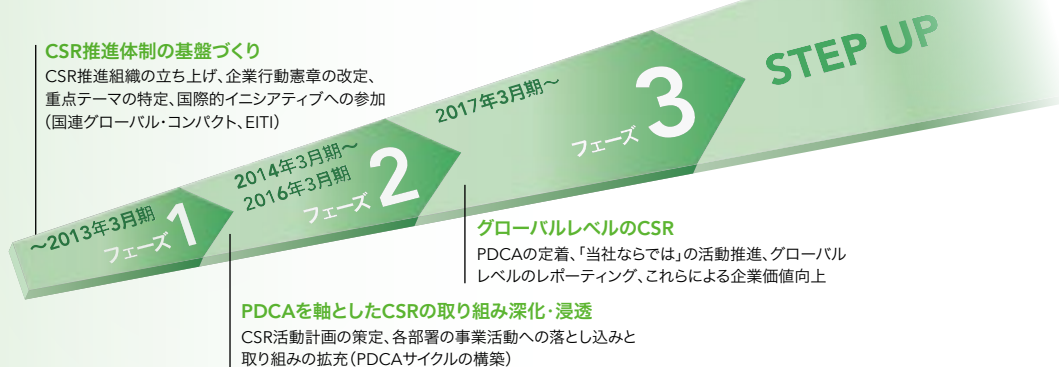 CSR推進体制の基盤づくり
CSR推進組織の立ち上げ、企業行動憲章の改定、
重点テーマの特定、国際的イニシアティブへの参加
（国連グローバル・コンパクト、EITI）
～2013年3月期
フェーズ1
2014年3月期～
2016年3月期
フェーズ2
2017年3月期～
フェーズ3
STEP UP
グローバルレベルのCSR
PDCAの定着、「当社ならでは」の活動推進、グローバル
レベルのレポーティング、これらによる企業価値向上
PDCAを軸としたCSRの取り組み深化・浸透
CSR活動計画の策定、各部署の事業活動への落とし込みと
取り組みの拡充（PDCAサイクルの構築）